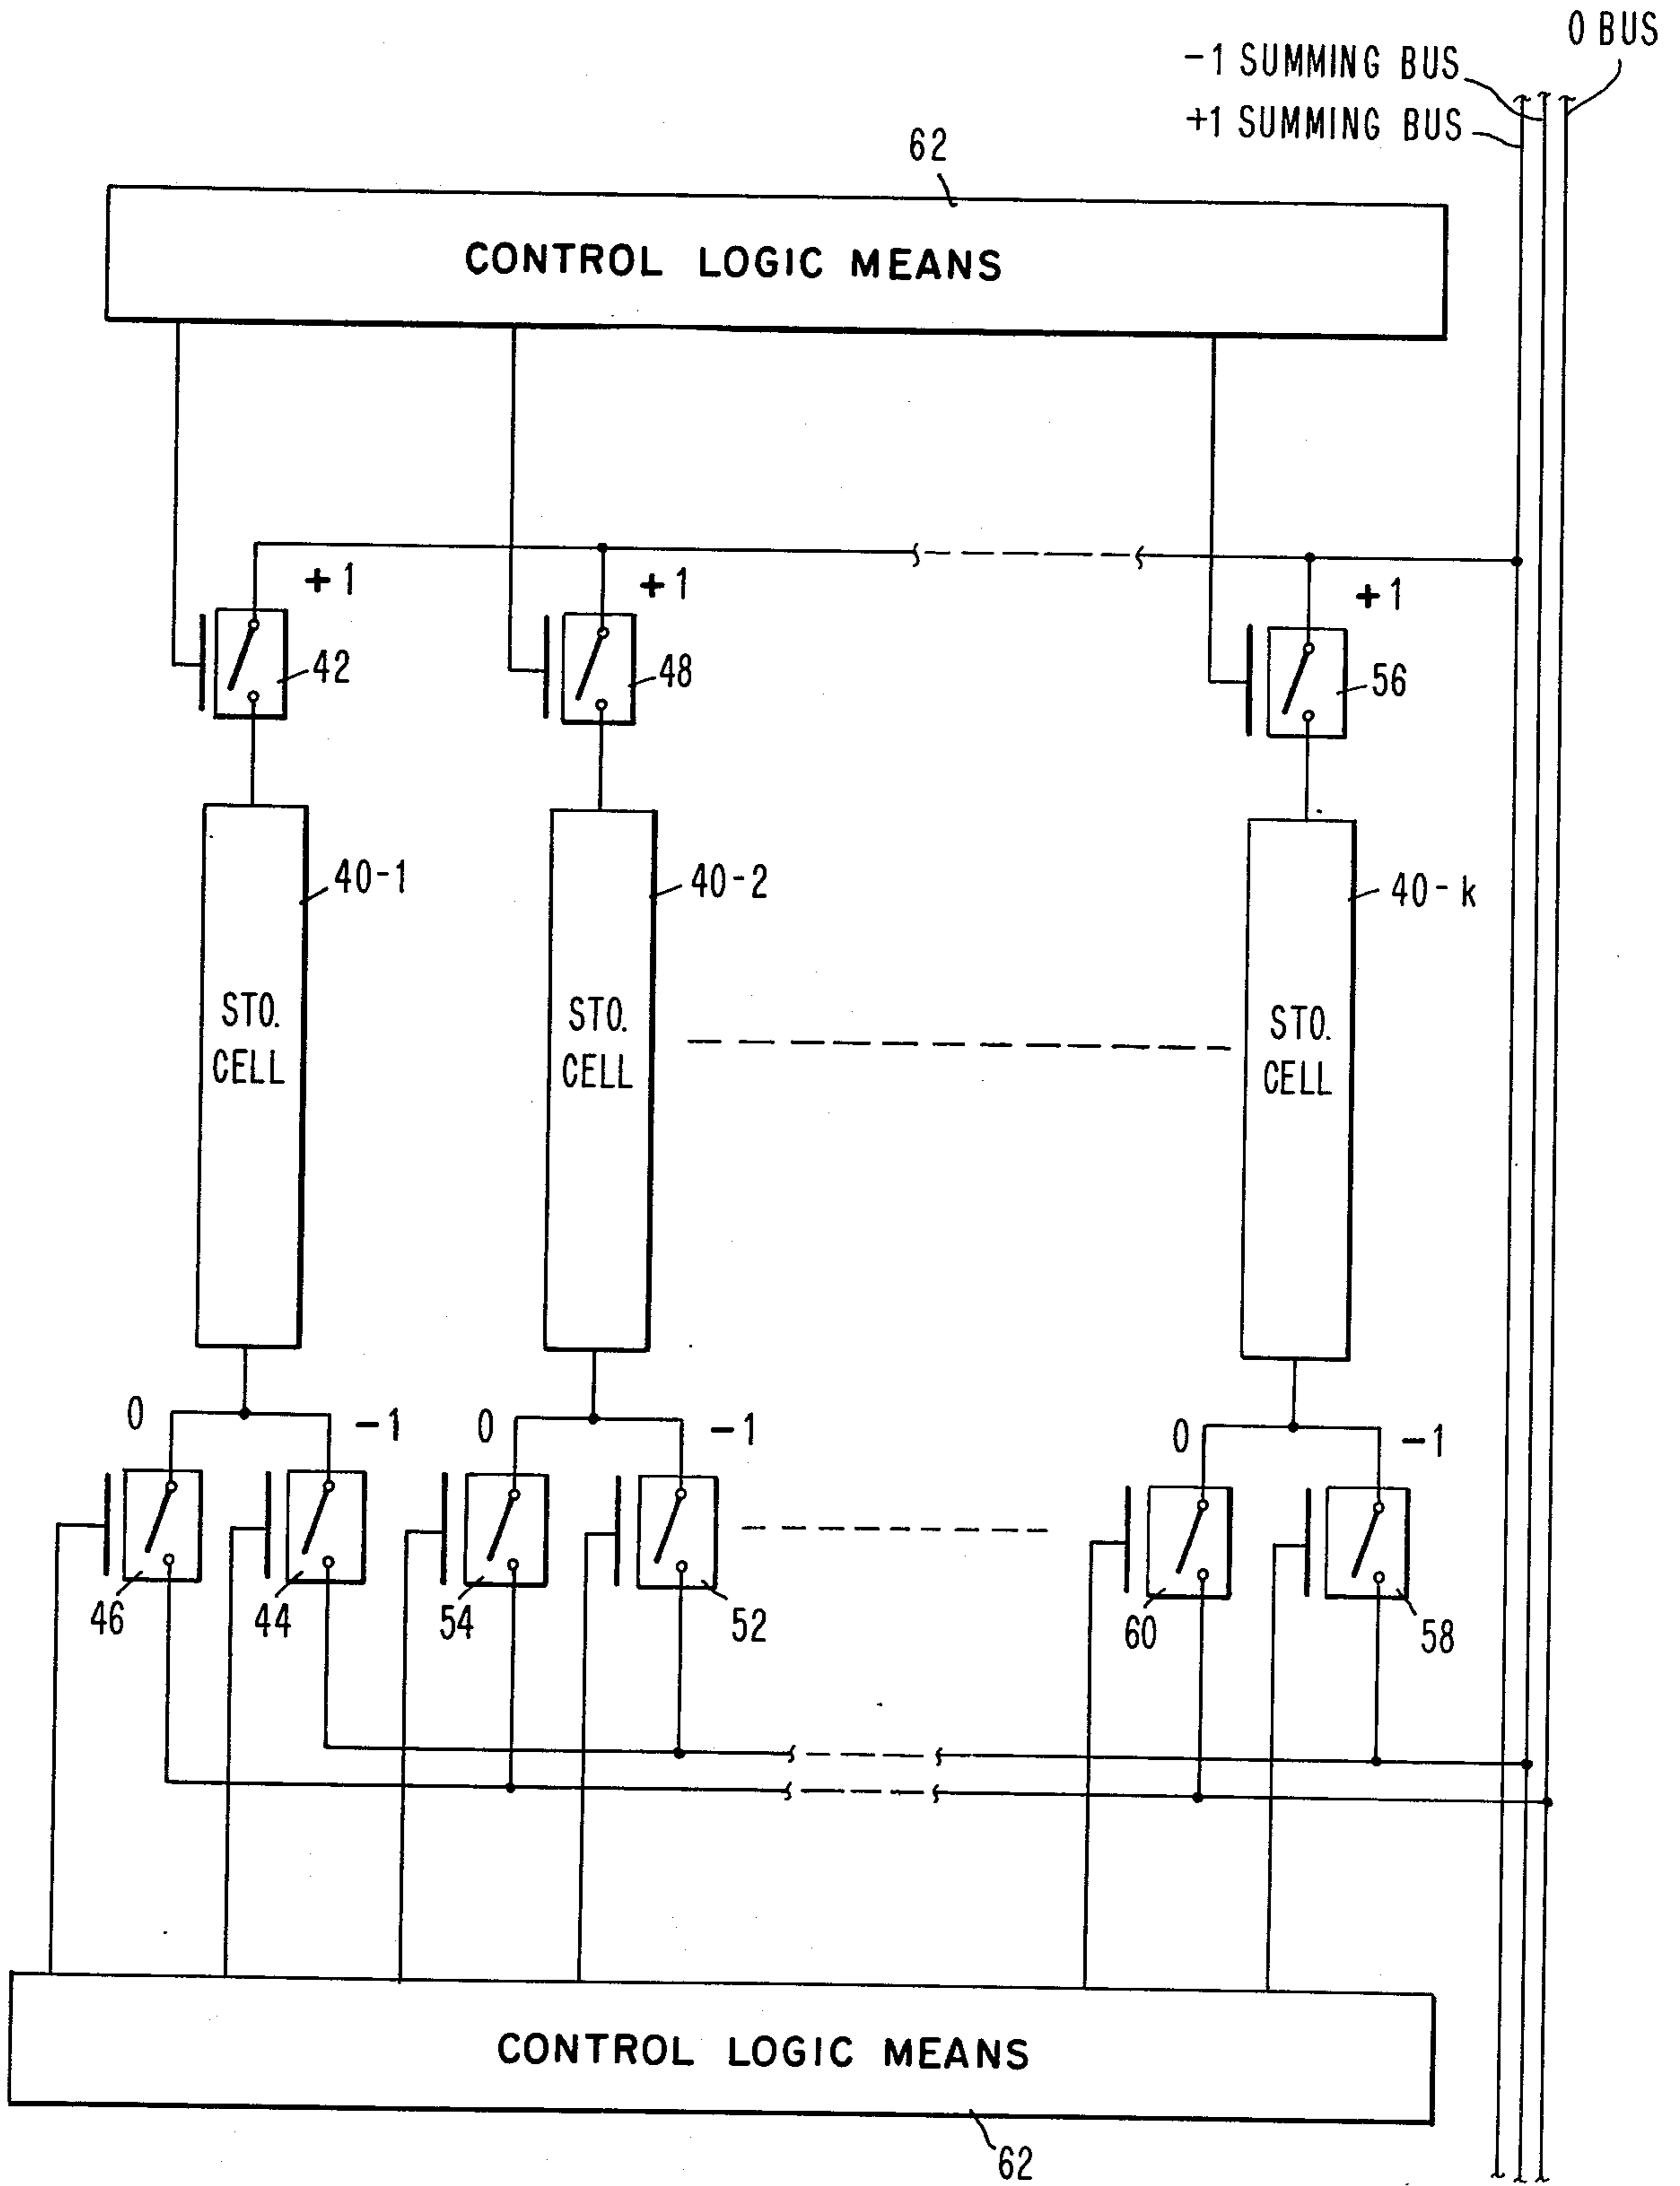 0 BUS
-1 SUMMING BUS
+1 SUMMING BUS
62
CONTROL LOGIC MEANS
+1
+1
+1
42
48
56
40-1
40-2
40-k
STO.
CELL
STO.
CELL
STO.
CELL
0
-1
0
-1
0
-1
46
44
54
52
60
58
CONTROL LOGIC MEANS
62